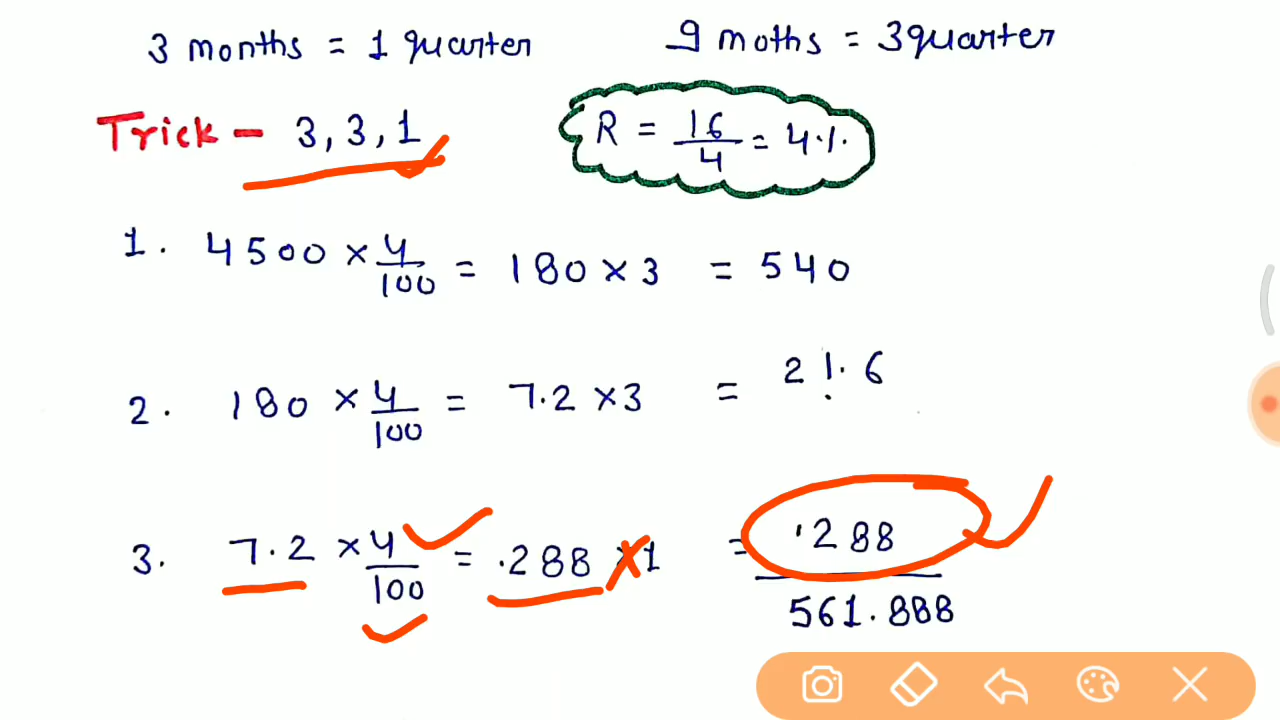 3 months = 1 quarter 9 moths = 3 quarter
Trick - 3, 3, 1
R = 16/4 = 4%
1. 4500 × 4/100 = 180 × 3 = 540
2. 180 × 4/100 = 7.2 × 3 = 21.6
3. 7.2 × 4/100 = .288 × 1 = .288
561.888